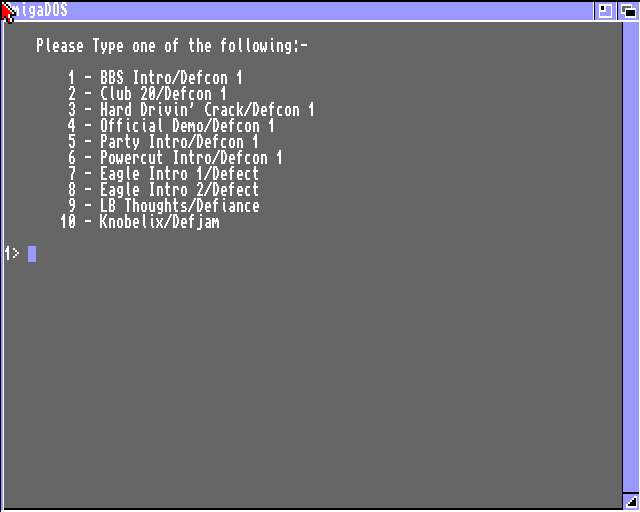 migaDOS
Please Type one of the following:-
1 - BBS Intro/Defcon 1
2 - Club 20/Defcon 1
3 - Hard Drivin' Crack/Defcon 1
4 - Official Demo/Defcon 1
5 - Party Intro/Defcon 1
6 - Powercut Intro/Defcon 1
7 - Eagle Intro 1/Defect
8 - Eagle Intro 2/Defect
9 - LB Thoughts/Defiance
10 - Knobelix/Defjam
1>